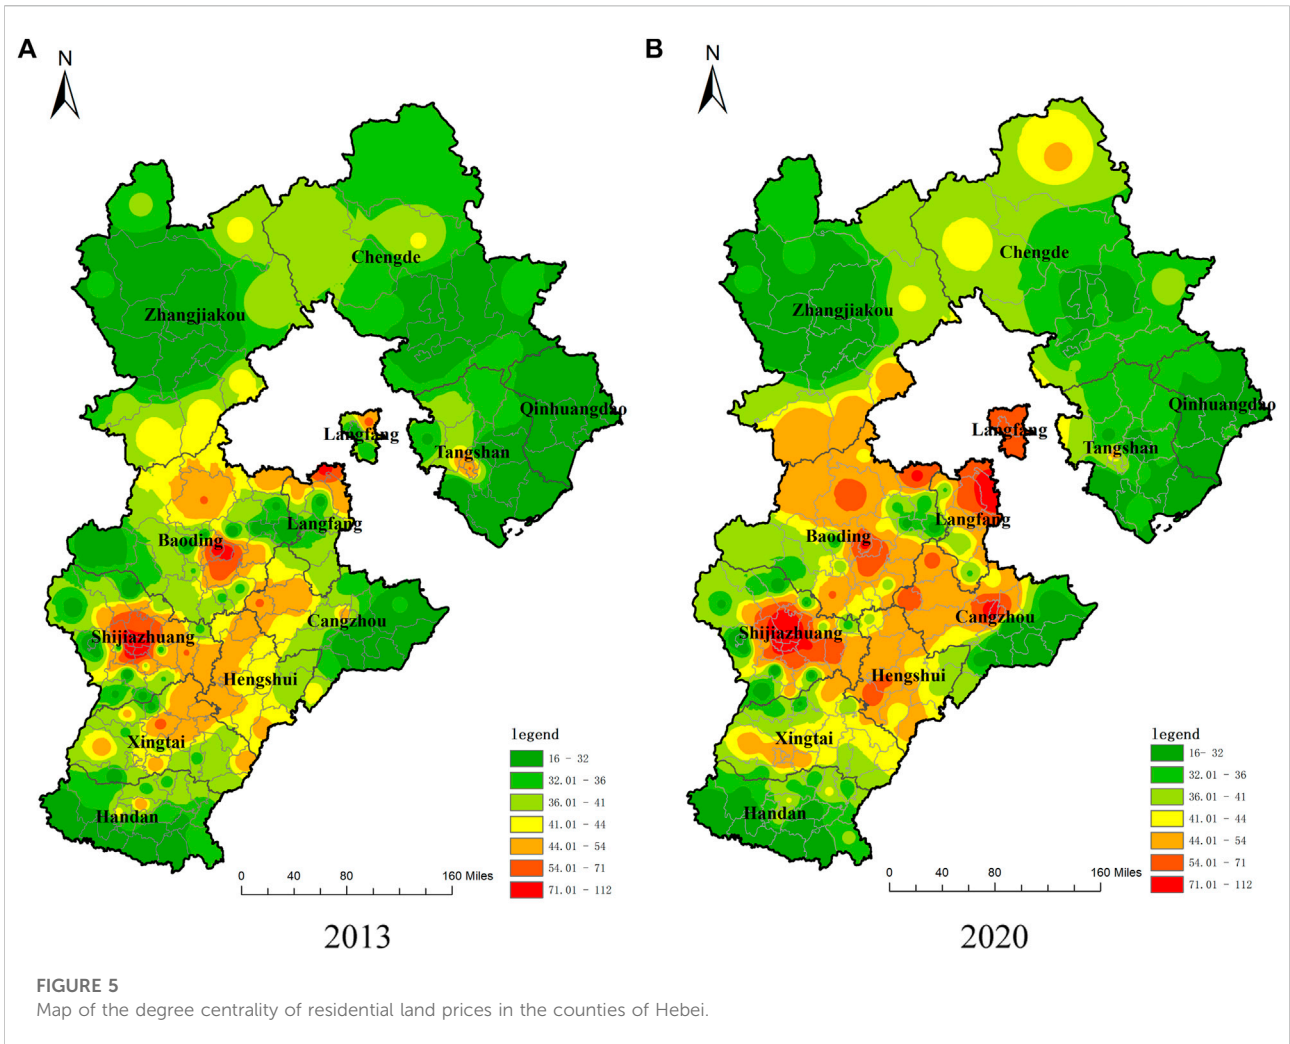 A
N
Chengde
Zhangjiakou
Qinhuangdao
Langfang
Tangshan
Langfang
Baoding
Cangzhou
Shijiazhuang
Hengshui
Xingtai
Handan
legend
16 - 32
32.01 - 36
36.01 - 41
41.01 - 44
44.01 - 54
54.01 - 71
71.01 - 112
0 80 160 Miles
2013
B
N
Chengde
Zhangjiakou
Qinhuangdao
Langfang
Tangshan
Langfang
Baoding
Cangzhou
Shijiazhuang
Hengshui
Xingtai
Handan
legend
16- 32
32.01 - 36
36.01 - 41
41.01 - 44
44.01 - 54
54.01 - 71
71.01 - 112
0 40 80 160 Miles
2020
FIGURE 5
Map of the degree centrality of residential land prices in the counties of Hebei.